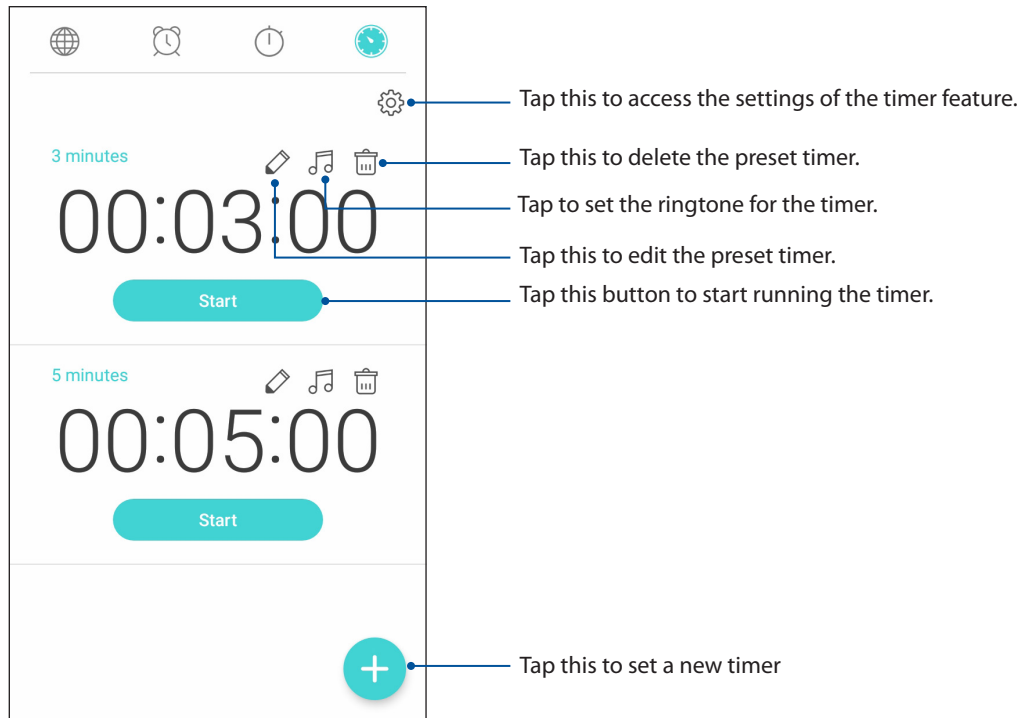 Tap this to access the settings of the timer feature.
3 minutes
Tap this to delete the preset timer.
00:03:00
Tap to set the ringtone for the timer.
Tap this to edit the preset timer.
Start
Tap this button to start running the timer.
5 minutes
00:05:00
Start
Tap this to set a new timer